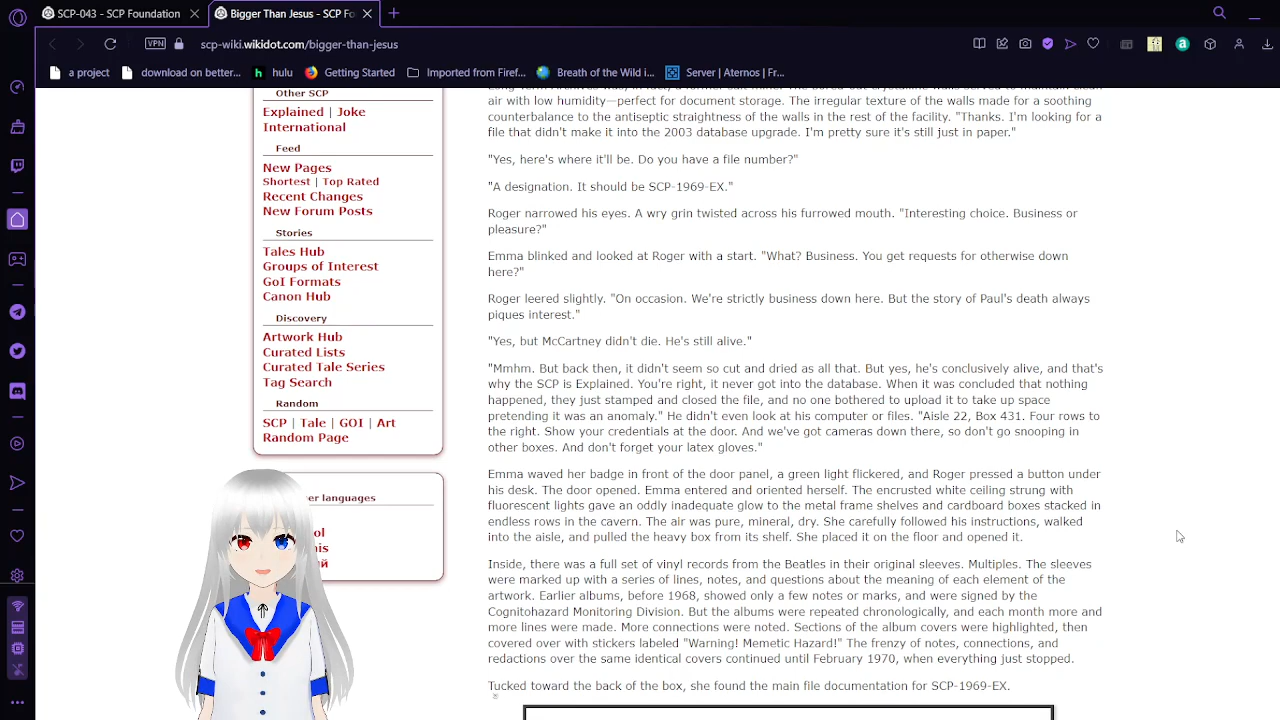 SCP-043 - SCP Foundation
Bigger Than Jesus - SCP Fo
VPN
scp-wiki.wikidot.com/bigger-than-jesus
a project
download on better...
hulu
Getting Started
Imported from Firef...
Breath of the Wild i...
Server | Aternos | Fr...
Other SCP
Explained | Joke
International
Feed
New Pages
Shortest | Top Rated
Recent Changes
New Forum Posts
Stories
Tales Hub
Groups of Interest
GoI Formats
Canon Hub
Discovery
Artwork Hub
Curated Lists
Curated Tale Series
Tag Search
Random
SCP | Tale | GOI | Art
Random Page
er languages
air with low humidity—perfect for document storage. The irregular texture of the walls made for a soothing
counterbalance to the antiseptic straightness of the walls in the rest of the facility. "Thanks. I'm looking for a
file that didn't make it into the 2003 database upgrade. I'm pretty sure it's still just in paper."
"Yes, here's where it'll be. Do you have a file number?"
"A designation. It should be SCP-1969-EX."
Roger narrowed his eyes. A wry grin twisted across his furrowed mouth. "Interesting choice. Business or
pleasure?"
Emma blinked and looked at Roger with a start. "What? Business. You get requests for otherwise down
here?"
Roger leered slightly. "On occasion. We're strictly business down here. But the story of Paul's death always
piques interest."
"Yes, but McCartney didn't die. He's still alive."
"Mmhm. But back then, it didn't seem so cut and dried as all that. But yes, he's conclusively alive, and that's
why the SCP is Explained. You're right, it never got into the database. When it was concluded that nothing
happened, they just stamped and closed the file, and no one bothered to upload it to take up space
pretending it was an anomaly." He didn't even look at his computer or files. "Aisle 22, Box 431. Four rows to
the right. Show your credentials at the door. And we've got cameras down there, so don't go snooping in
other boxes. And don't forget your latex gloves."
Emma waved her badge in front of the door panel, a green light flickered, and Roger pressed a button under
his desk. The door opened. Emma entered and oriented herself. The encrusted white ceiling strung with
fluorescent lights gave an oddly inadequate glow to the metal frame shelves and cardboard boxes stacked in
endless rows in the cavern. The air was pure, mineral, dry. She carefully followed his instructions, walked
into the aisle, and pulled the heavy box from its shelf. She placed it on the floor and opened it.
Inside, there was a full set of vinyl records from the Beatles in their original sleeves. Multiples. The sleeves
were marked up with a series of lines, notes, and questions about the meaning of each element of the
artwork. Earlier albums, before 1968, showed only a few notes or marks, and were signed by the
Cognitohazard Monitoring Division. But the albums were repeated chronologically, and each month more and
more lines were made. More connections were noted. Sections of the album covers were highlighted, then
covered over with stickers labeled "Warning! Memetic Hazard!" The frenzy of notes, connections, and
redactions over the same identical covers continued until February 1970, when everything just stopped.
Tucked toward the back of the box, she found the main file documentation for SCP-1969-EX.